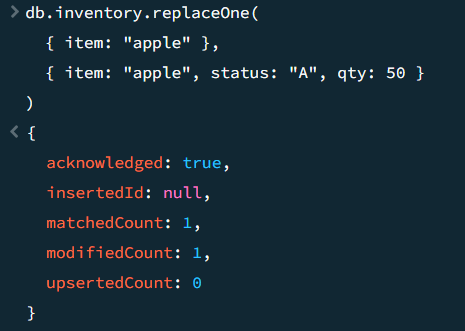 > db.inventory.replaceOne(
{ item: "apple" },
{ item: "apple", status: "A", qty: 50 }
)
< {
acknowledged: true,
insertedId: null,
matchedCount: 1,
modifiedCount: 1,
upsertedCount: 0
}